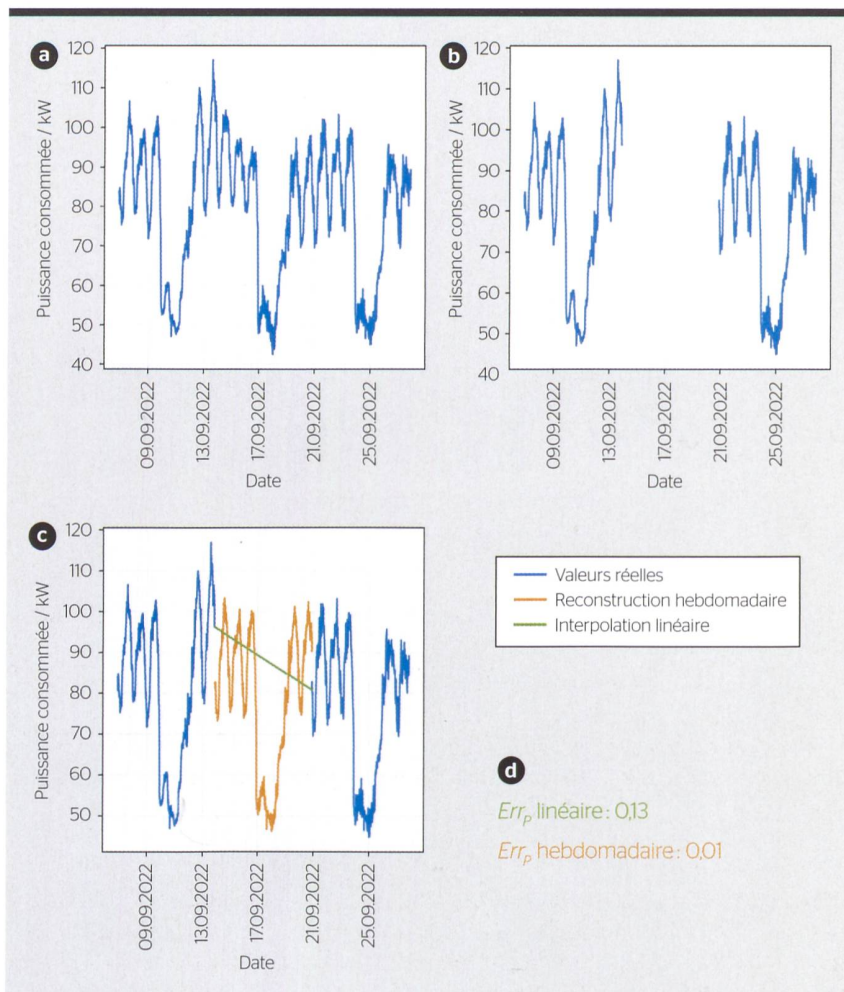 a
120
110
100
90
80
70
60
50
40
Puissance consommée / kW
09.09.2022
13.09.2022
17.09.2022
21.09.2022
25.09.2022
Date
b
120
110
100
90
80
70
60
50
40
Puissance consommée / kW
09.09.2022
13.09.2022
17.09.2022
21.09.2022
25.09.2022
Date
c
120
110
100
90
80
70
60
50
Puissance consommée / kW
09.09.2022
13.09.2022
17.09.2022
21.09.2022
25.09.2022
Date
Valeurs réelles
Reconstruction hebdomadaire
Interpolation linéaire
d
Errp linéaire : 0,13
Errp hebdomadaire : 0,01